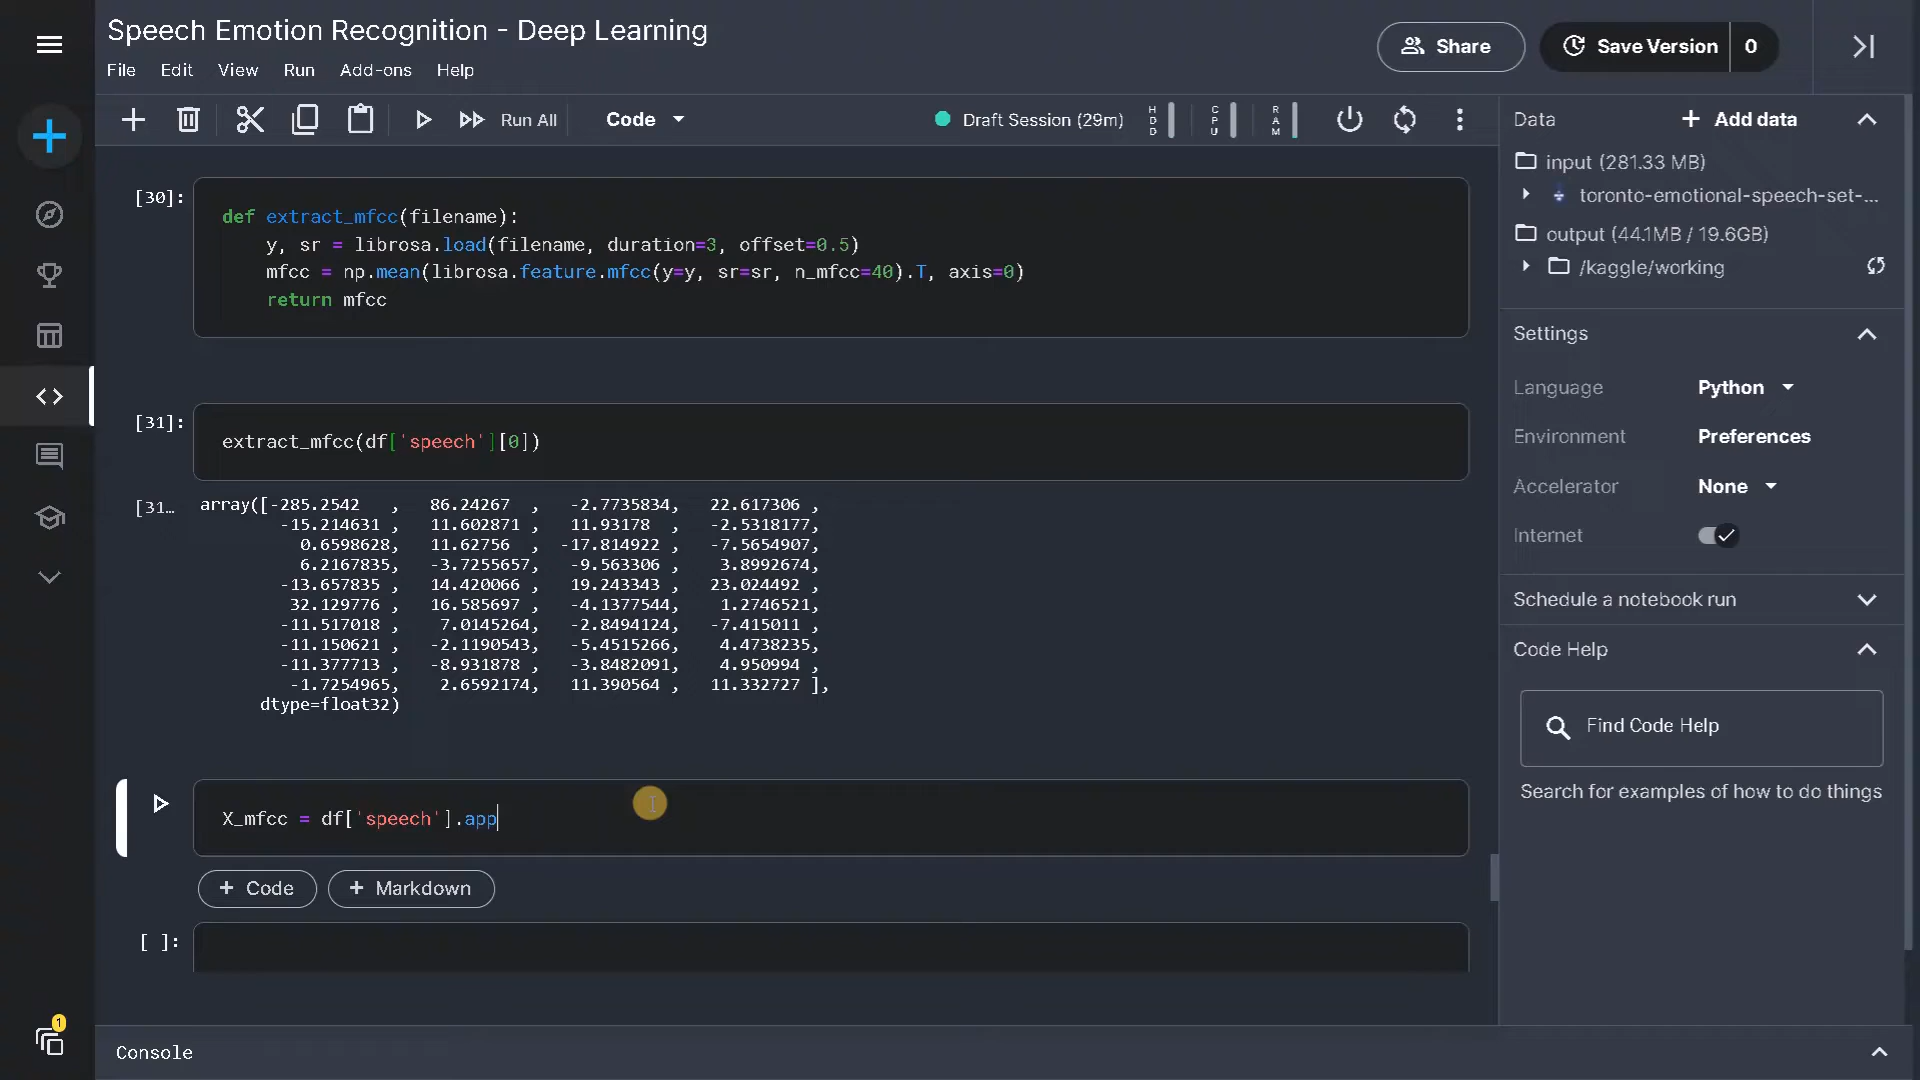 Speech Emotion Recognition - Deep Learning
File Edit View Run Add-ons Help
Share
Save Version 0
Run All Code Draft Session (29m) HDD CPU RAM
[30]:
def extract_mfcc(filename):
    y, sr = librosa.load(filename, duration=3, offset=0.5)
    mfcc = np.mean(librosa.feature.mfcc(y=y, sr=sr, n_mfcc=40).T, axis=0)
    return mfcc
[31]:
extract_mfcc(df['speech'][0])
[31…
array([-285.2542 , 86.24267 , -2.7735834, 22.617306 ,
-15.214631 , 11.602871 , 11.93178 , -2.5318177,
0.6598628, 11.62756 , -17.814922 , -7.5654907,
6.2167835, -3.7255657, -9.563306 , 3.8992674,
-13.657835 , 14.420066 , 19.243343 , 23.024492 ,
32.129776 , 16.585697 , -4.1377544, 1.2746521,
-11.517018 , 7.0145264, -2.8494124, -7.415011 ,
-11.150621 , -2.1190543, -5.4515266, 4.4738235,
-11.377713 , -8.931878 , -3.8482091, 4.950994 ,
-1.7254965, 2.6592174, 11.390564 , 11.332727 ],
dtype=float32)
X_mfcc = df['speech'].app
+ Code + Markdown
[ ]:
Console
1
Data + Add data
input (281.33 MB)
toronto-emotional-speech-set-...
output (44.1MB / 19.6GB)
/kaggle/working
Settings
Language Python
Environment Preferences
Accelerator None
Internet
Schedule a notebook run
Code Help
Find Code Help
Search for examples of how to do things